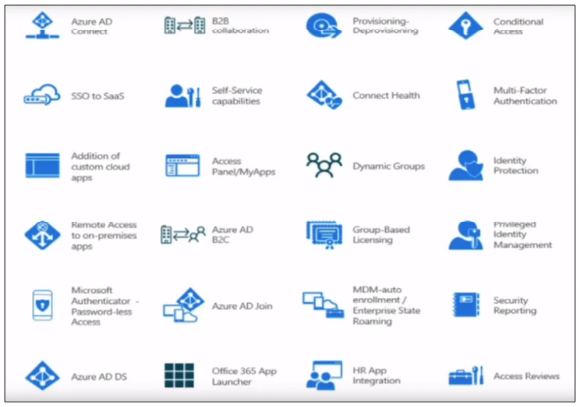 Azure AD
Connect
B2B
collaboration
Provisioning-
Deprovisioning
Conditional
Access
SSO to SaaS
Self-Service
capabilities
Connect Health
Multi-Factor
Authentication
Addition of
custom cloud
apps
Access
Panel/MyApps
Dynamic Groups
Identity
Protection
Remote Access
to on-premises
apps
Azure AD
B2C
Group-Based
Licensing
Privileged
Identity
Management
Microsoft
Authenticator -
Password-less
Access
Azure AD Join
MDM-auto
enrollment /
Enterprise State
Roaming
Security
Reporting
Azure AD DS
Office 365 App
Launcher
HR App
Integration
Access Reviews